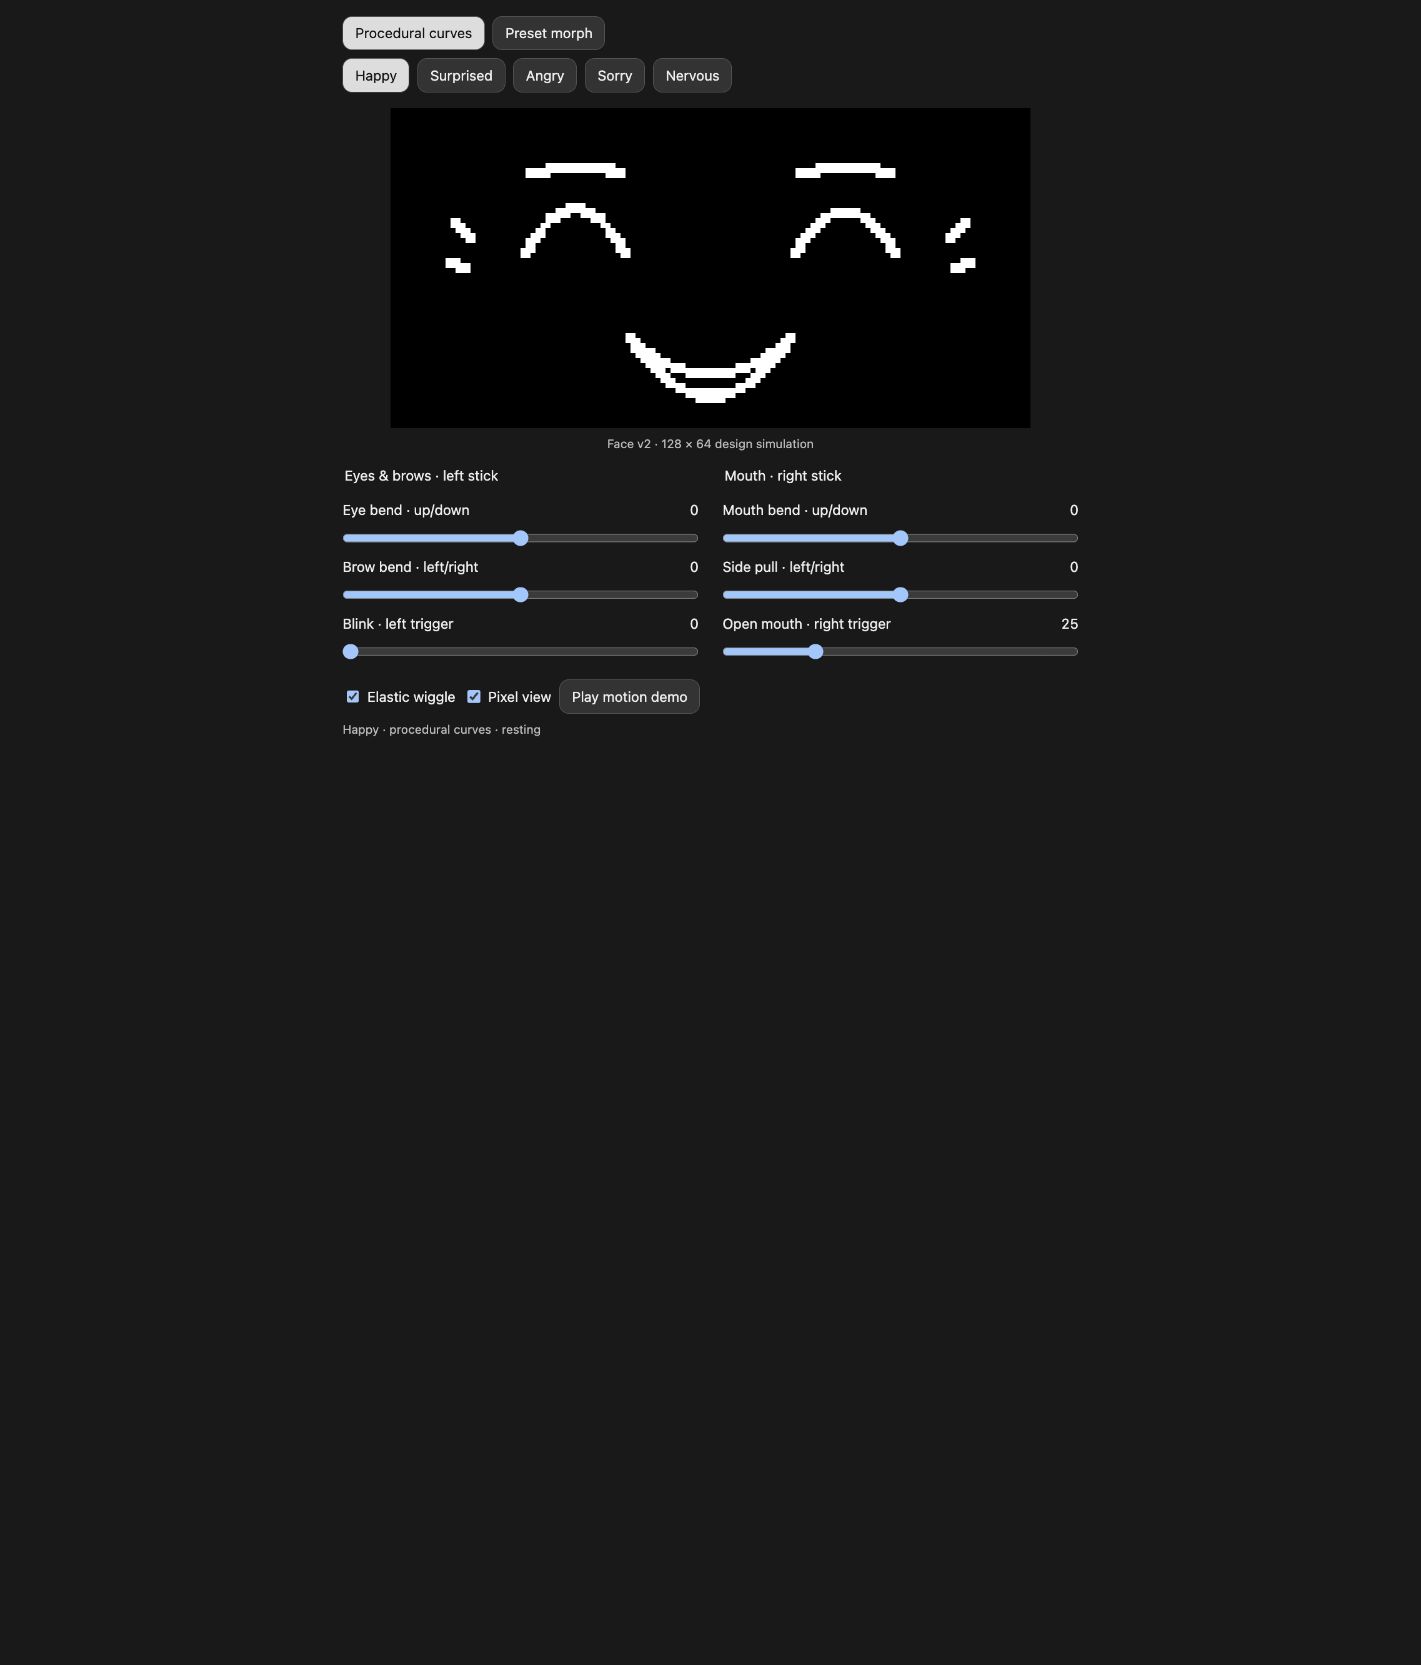 Procedural curves Preset morph
Happy Surprised Angry Sorry Nervous
Face v2 · 128 × 64 design simulation
Eyes & brows · left stick
Eye bend · up/down 0
Brow bend · left/right 0
Blink · left trigger 0
Mouth · right stick
Mouth bend · up/down 0
Side pull · left/right 0
Open mouth · right trigger 25
Elastic wiggle Pixel view Play motion demo
Happy · procedural curves · resting